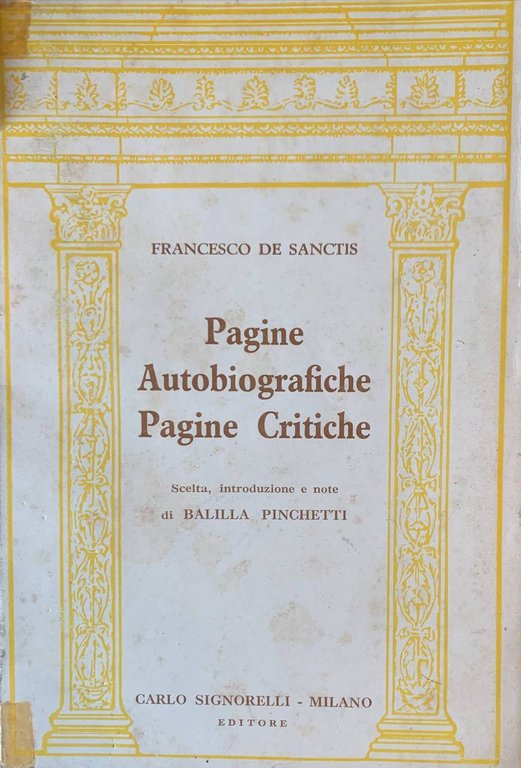 FRANCESCO DE SANCTIS
Pagine
Autobiografiche
Pagine Critiche
Scelta, introduzione e note
di BALILLA PINCHETTI
CARLO SIGNORELLI - MILANO
EDITORE